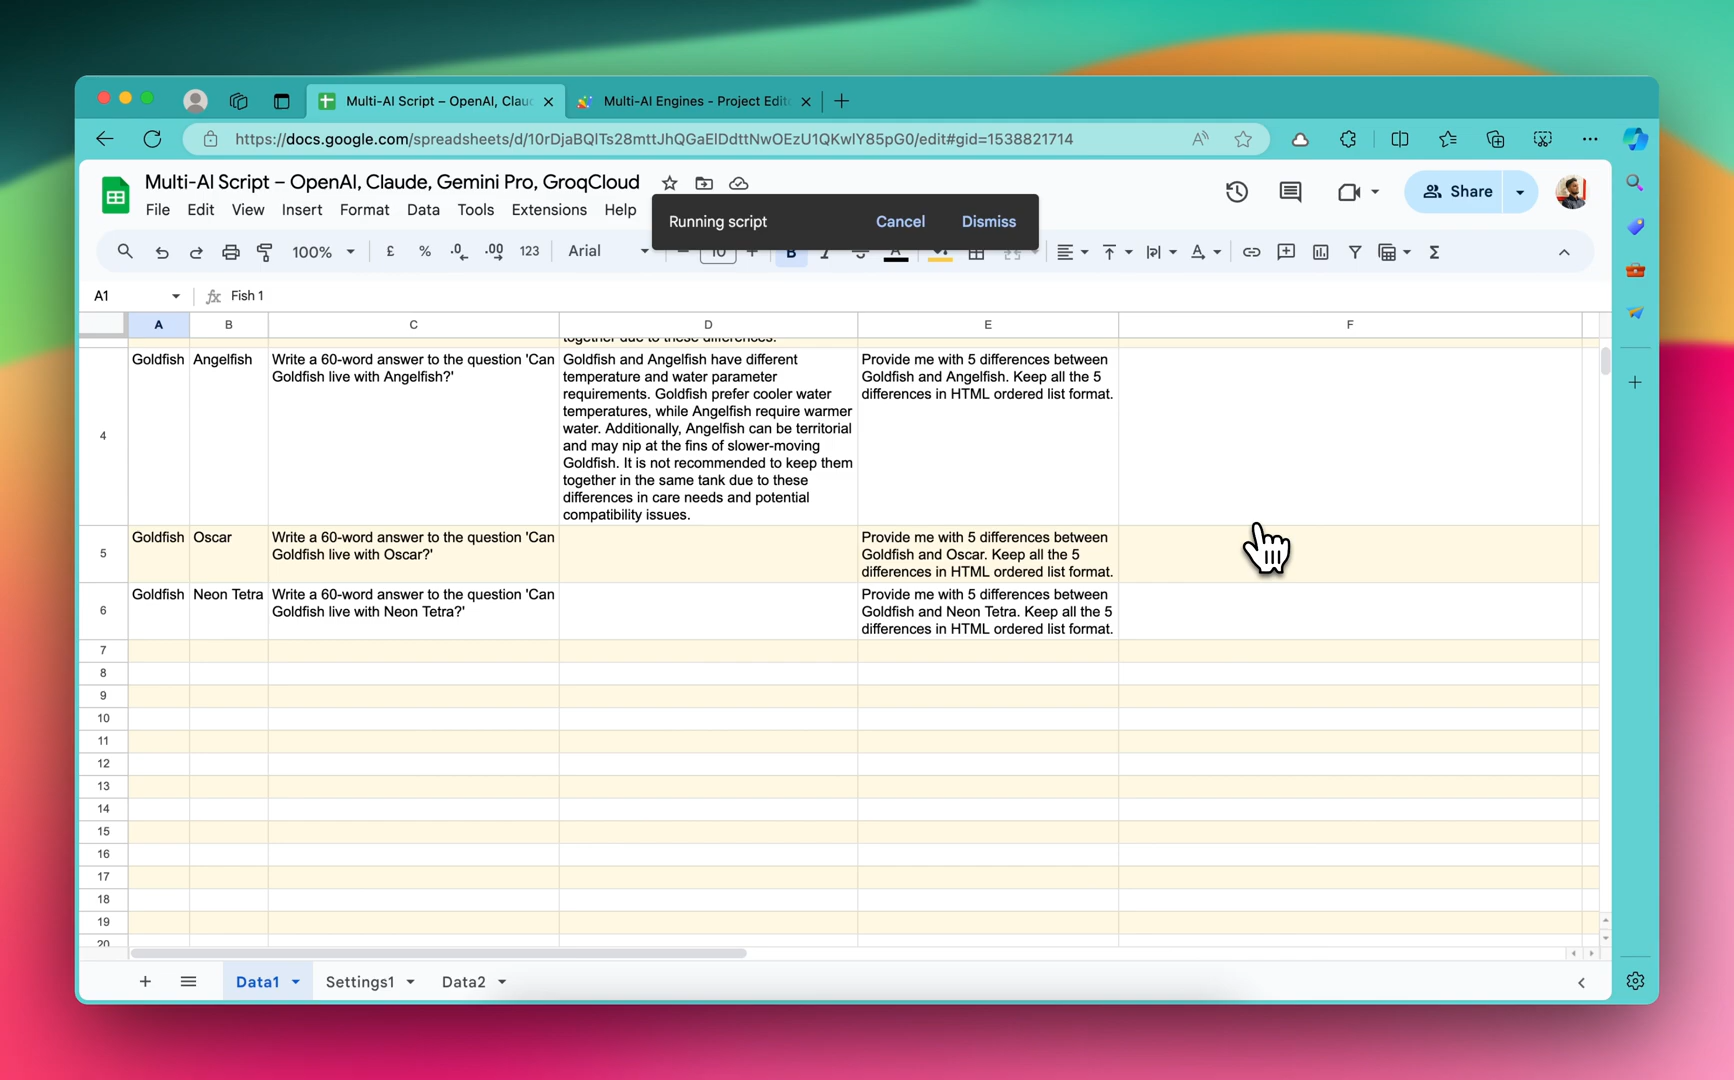 Multi-AI Script – OpenAI, Clau
Multi-AI Engines - Project Edit
https://docs.google.com/spreadsheets/d/10rDjaBQlTs28mttJhQGaElDdttNwOEzU1QKwlY85pG0/edit#gid=1538821714
Multi-AI Script – OpenAI, Claude, Gemini Pro, GroqCloud
File Edit View Insert Format Data Tools Extensions Help
Running script Cancel Dismiss
Share
100% £ % .0 .00 123 Arial 10 B I A
A1 fx Fish 1
A B C D E F
together due to these differences.
4
Goldfish
Angelfish
Write a 60-word answer to the question 'Can
Goldfish live with Angelfish?'
Goldfish and Angelfish have different
temperature and water parameter
requirements. Goldfish prefer cooler water
temperatures, while Angelfish require warmer
water. Additionally, Angelfish can be territorial
and may nip at the fins of slower-moving
Goldfish. It is not recommended to keep them
together in the same tank due to these
differences in care needs and potential
compatibility issues.
Provide me with 5 differences between
Goldfish and Angelfish. Keep all the 5
differences in HTML ordered list format.
5
Goldfish
Oscar
Write a 60-word answer to the question 'Can
Goldfish live with Oscar?'
Provide me with 5 differences between
Goldfish and Oscar. Keep all the 5
differences in HTML ordered list format.
6
Goldfish
Neon Tetra
Write a 60-word answer to the question 'Can
Goldfish live with Neon Tetra?'
Provide me with 5 differences between
Goldfish and Neon Tetra. Keep all the 5
differences in HTML ordered list format.
7
8
9
10
11
12
13
14
15
16
17
18
19
20
Data1 Settings1 Data2